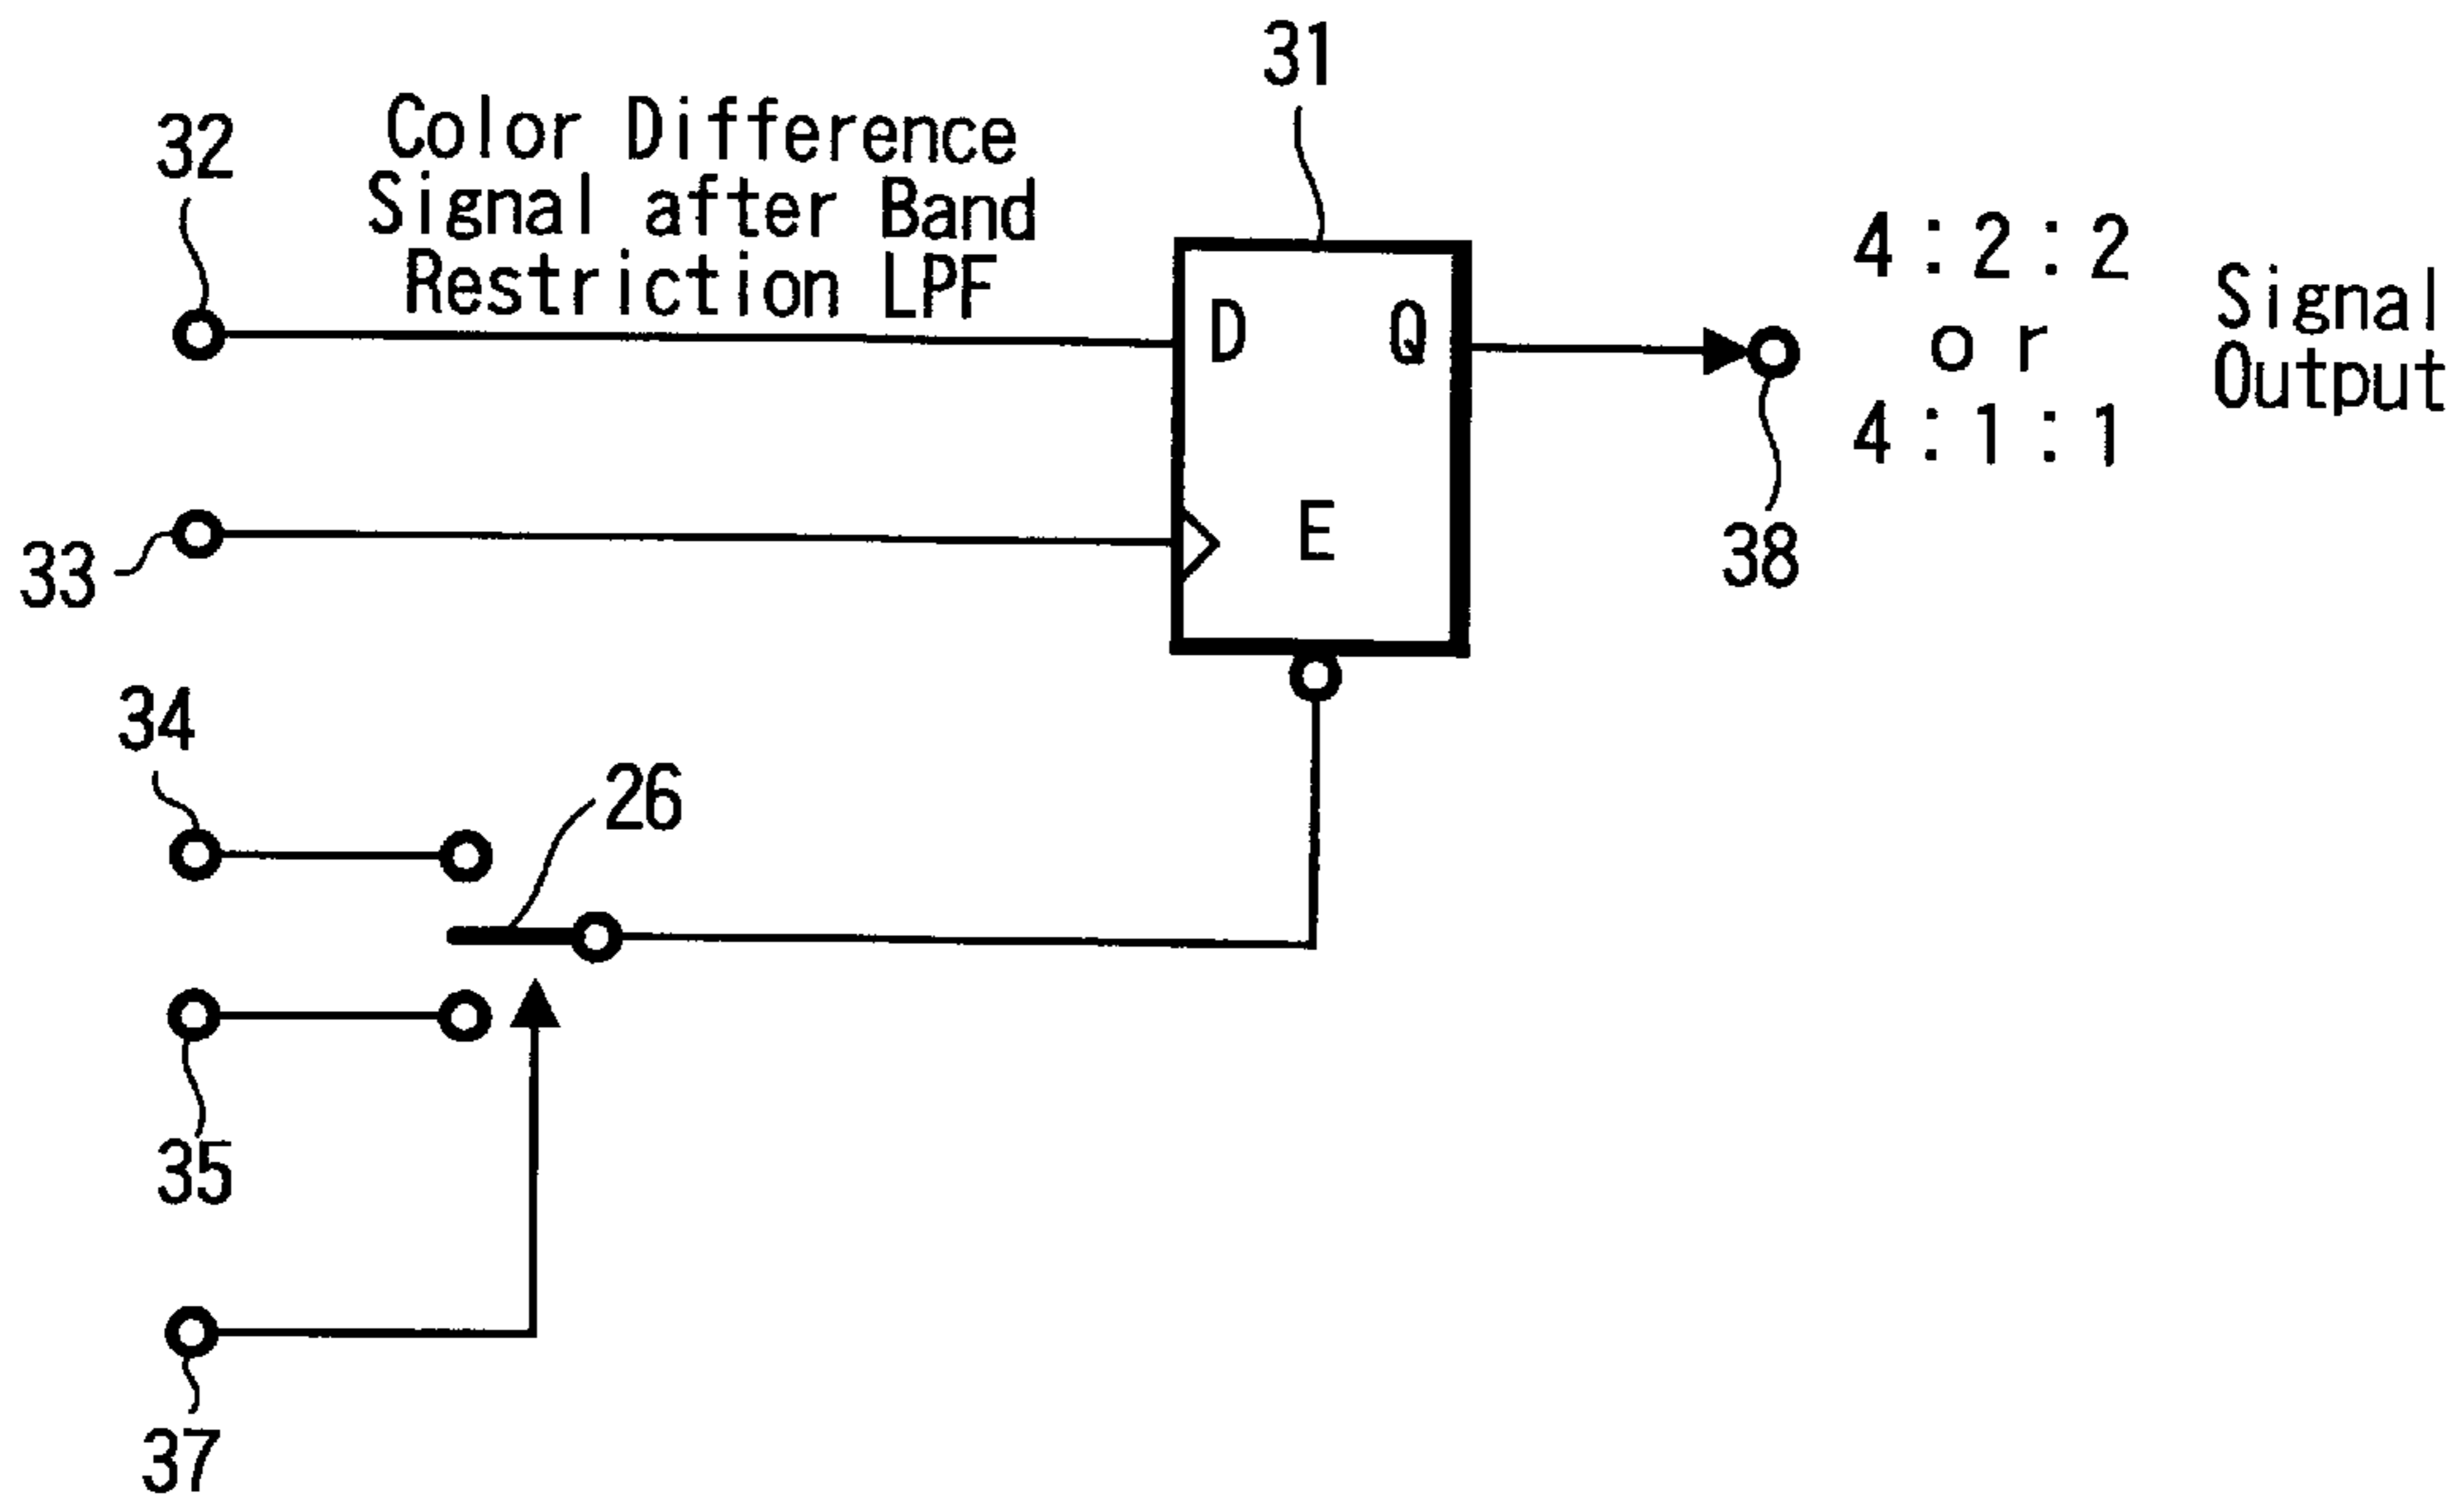 31
32
Color Difference
Signal after Band
Restriction LPF
4:2:2
or
4:1:1
Signal
Output
D
Q
E
33
38
34
26
35
37